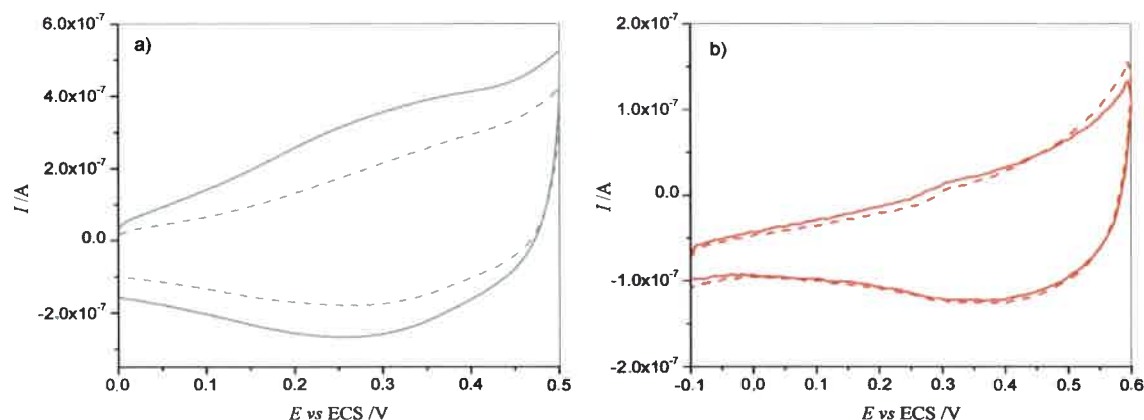 a)
6.0x10⁻⁷
4.0x10⁻⁷
2.0x10⁻⁷
0.0
-2.0x10⁻⁷
I /A
0.0 0.1 0.2 0.3 0.4 0.5
E vs ECS /V
b)
2.0x10⁻⁷
1.0x10⁻⁷
0.0
-1.0x10⁻⁷
-2.0x10⁻⁷
I /A
-0.1 0.0 0.1 0.2 0.3 0.4 0.5 0.6
E vs ECS /V